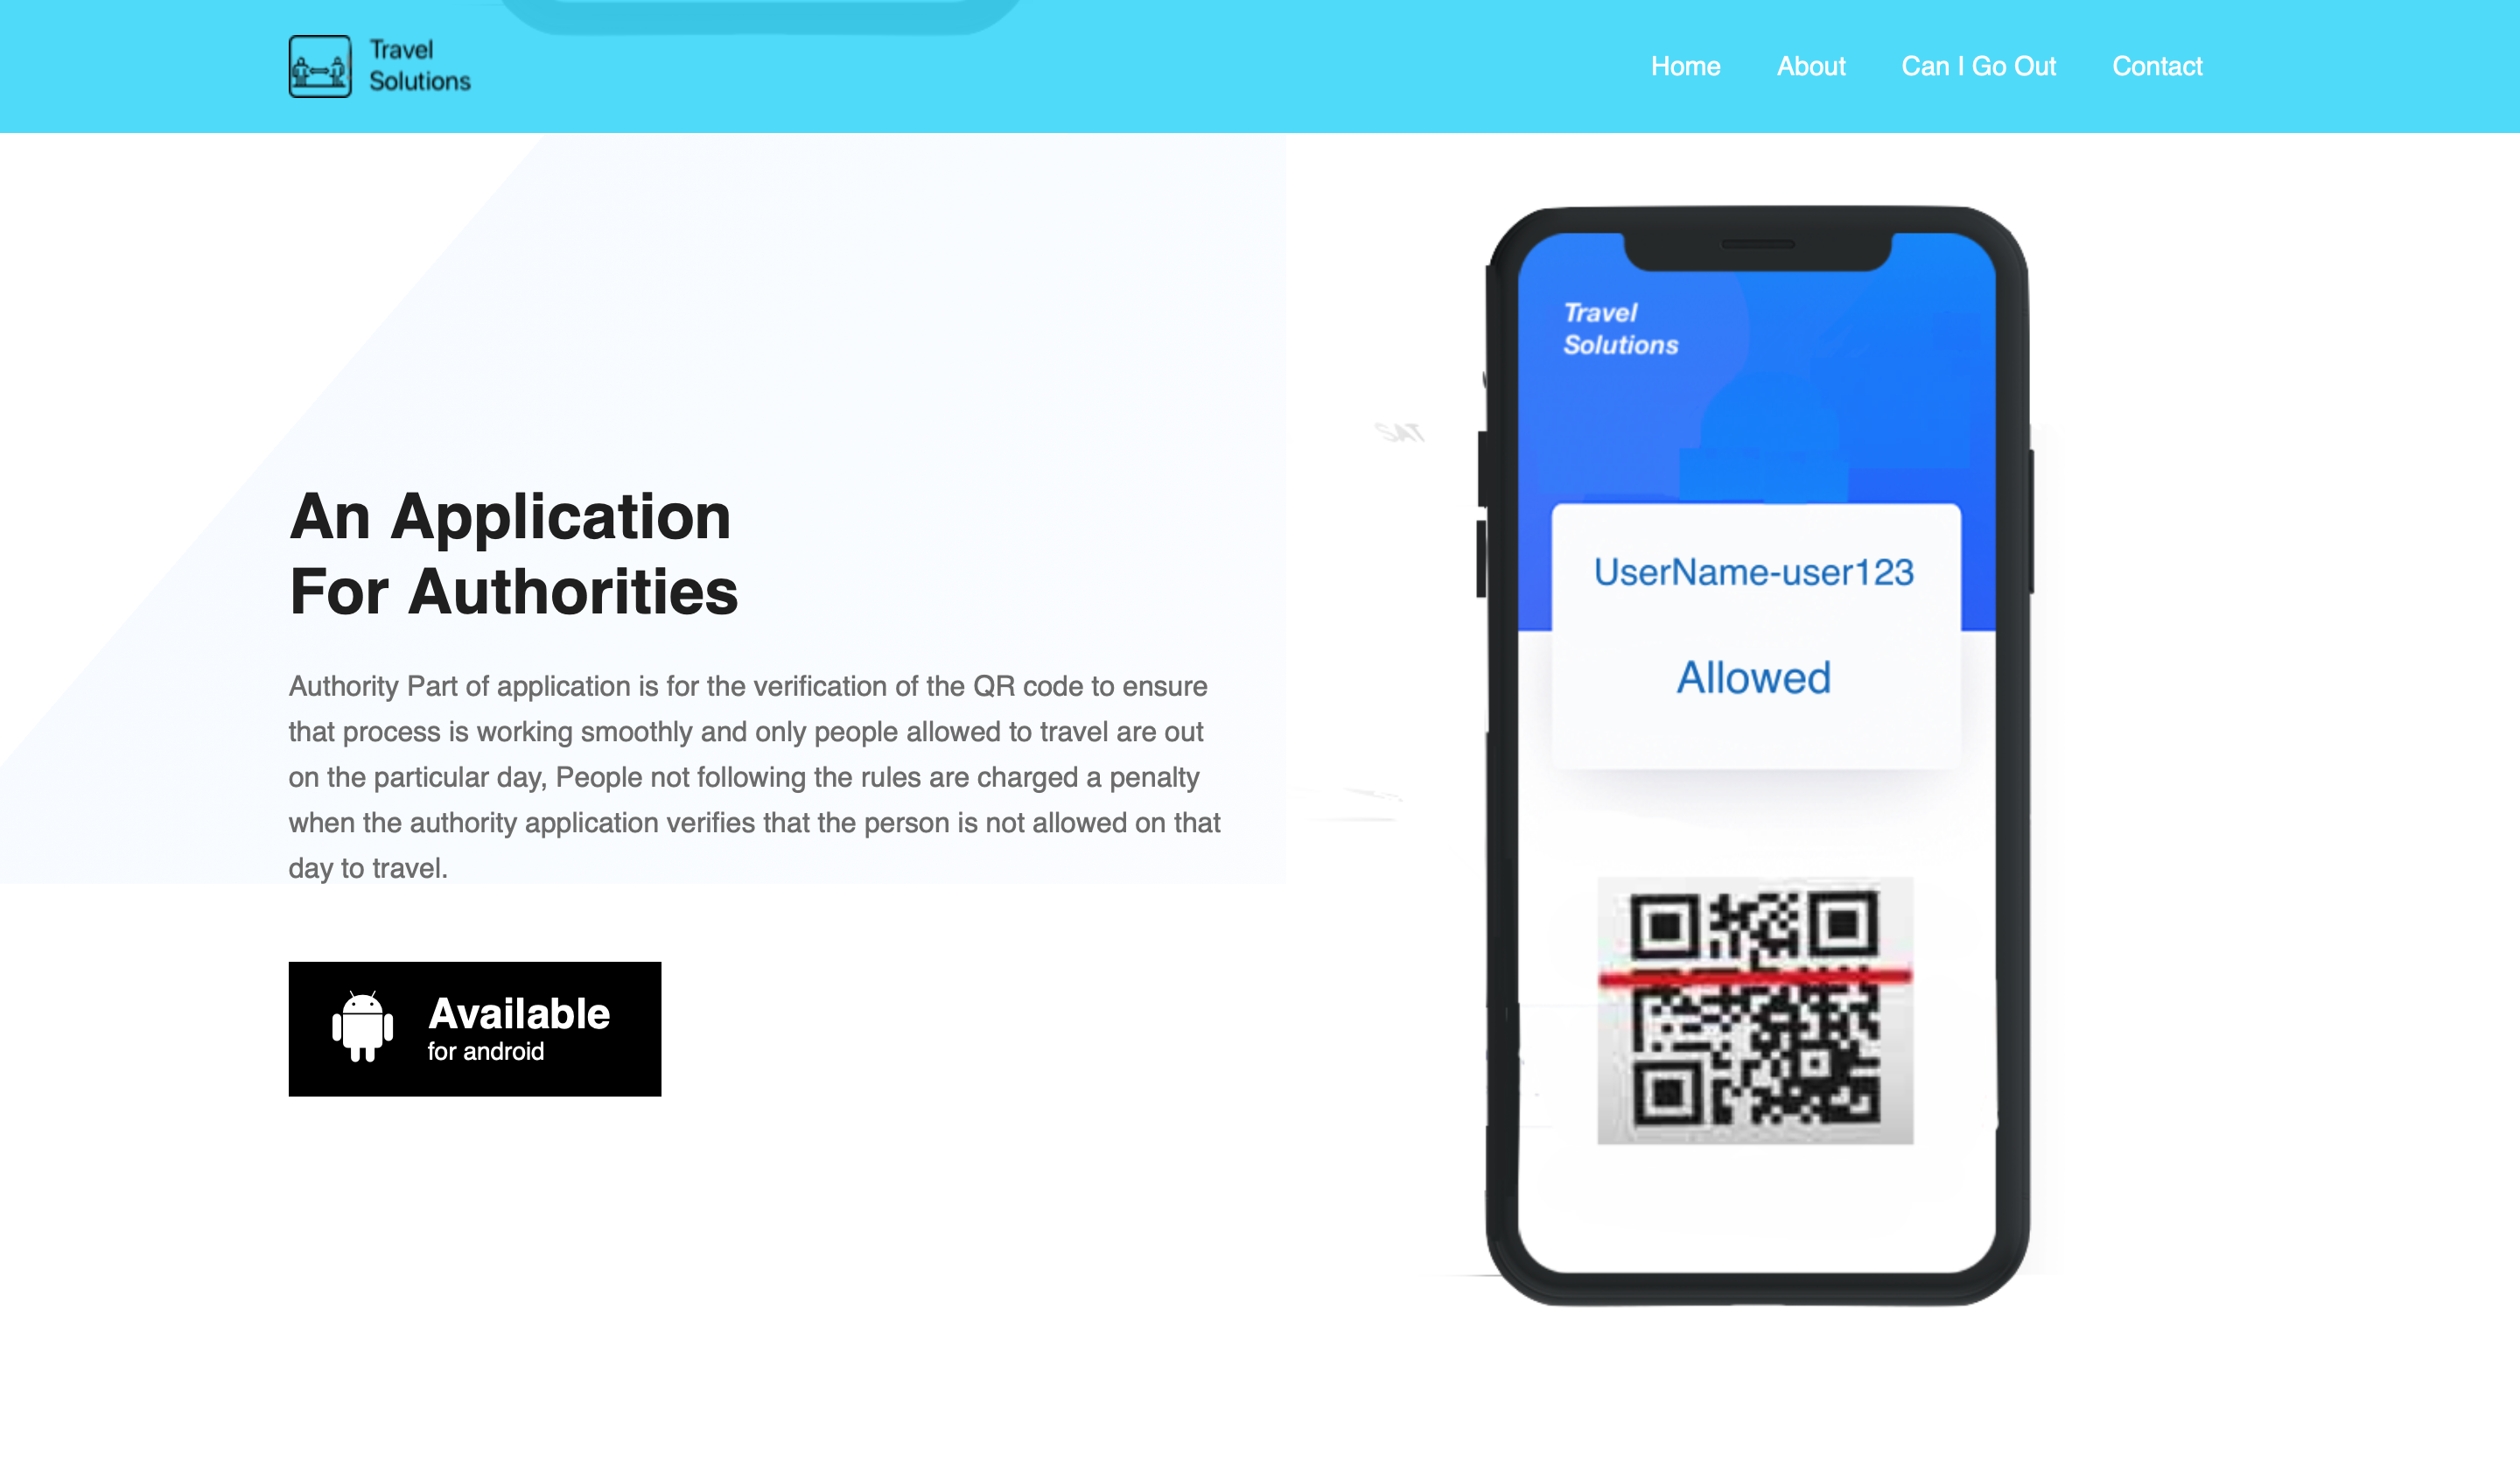 Travel
Solutions
Home
About
Can I Go Out
Contact
An Application
For Authorities
Authority Part of application is for the verification of the QR code to ensure
that process is working smoothly and only people allowed to travel are out
on the particular day, People not following the rules are charged a penalty
when the authority application verifies that the person is not allowed on that
day to travel.
Available
for android
SAT
Travel
Solutions
UserName-user123
Allowed